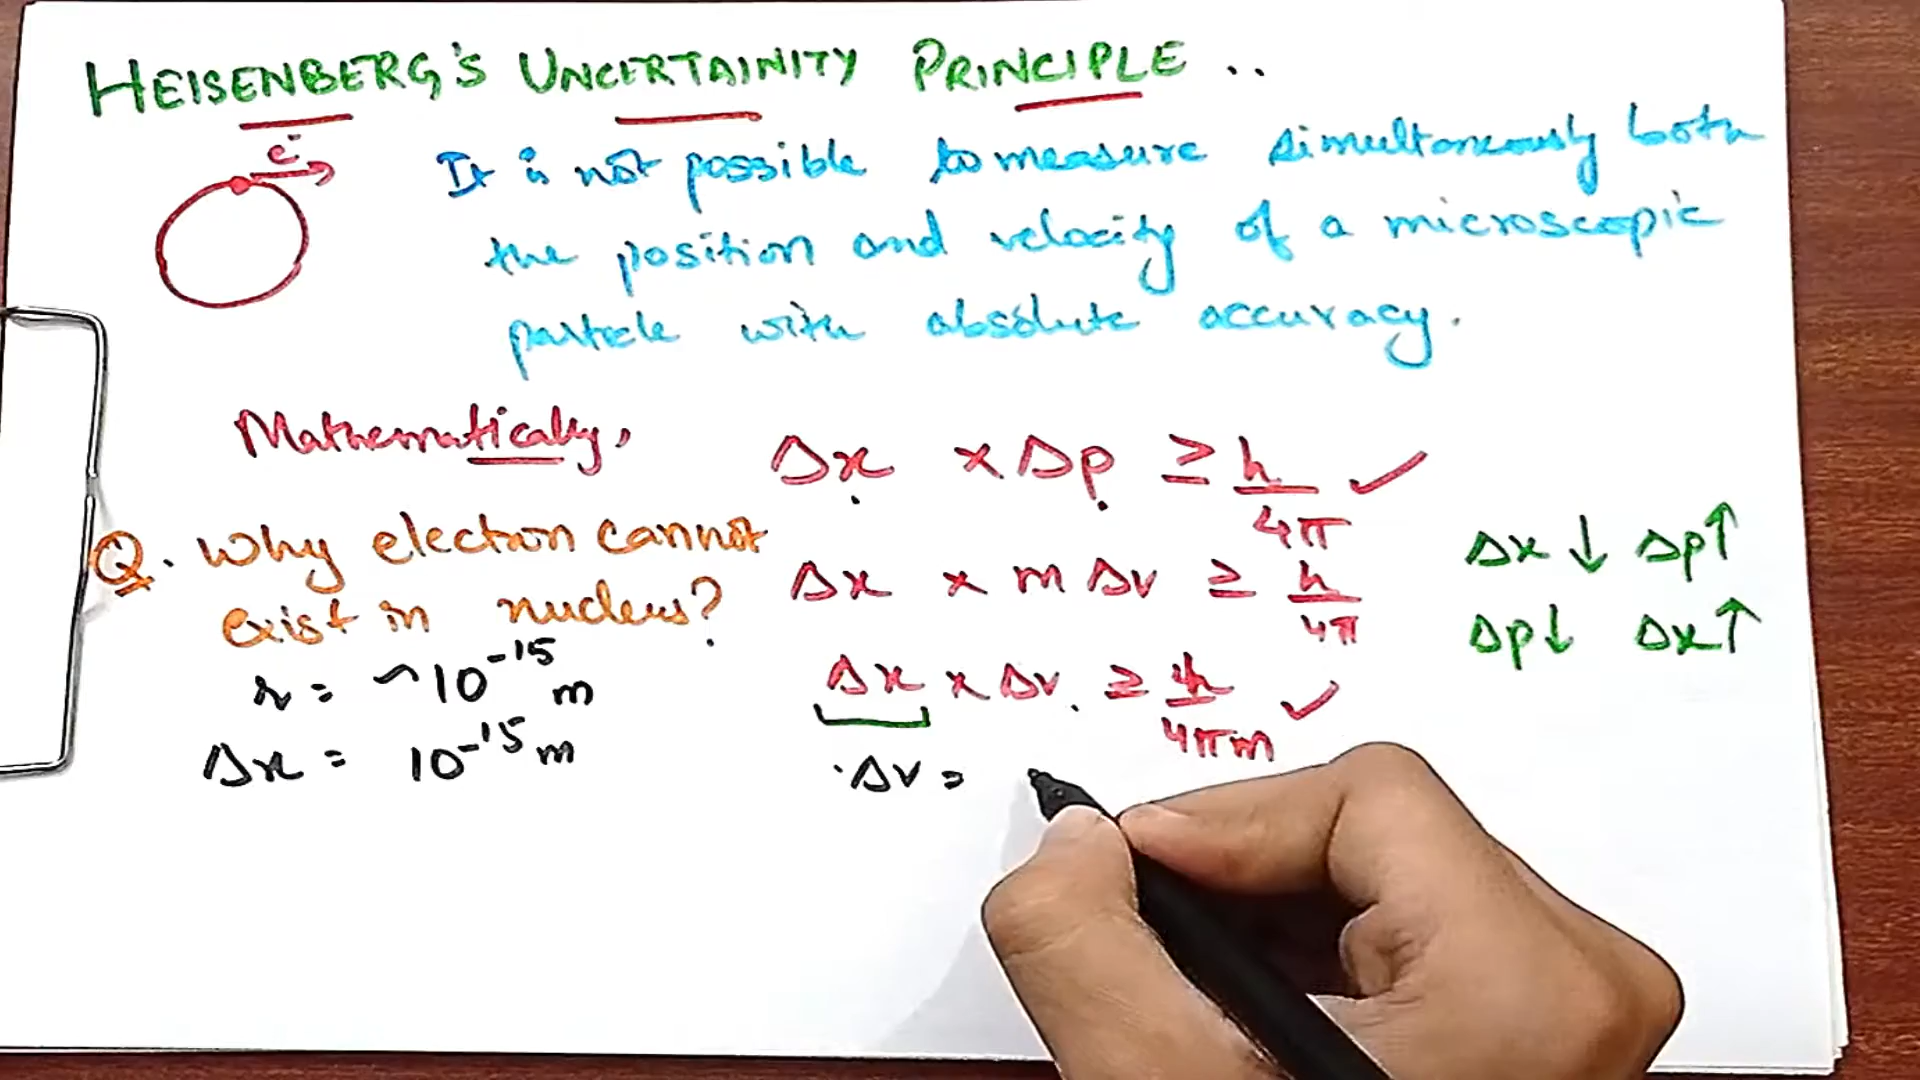 HEISENBERG'S UNCERTAINITY PRINCIPLE ..
e⁻
It is not possible to measure simultaneously both
the position and velocity of a microscopic
particle with absolute accuracy.
Mathematically,
Δx × Δp ≥ h/4π ✓
Q. Why electron cannot
exist in nucleus?
r = ~10⁻¹⁵ m
Δx = 10⁻¹⁵ m
Δx × m Δv ≥ h/4π
Δx × Δv ≥ h/4πm ✓
Δv =
Δx ↓ Δp ↑
Δp ↓ Δx ↑